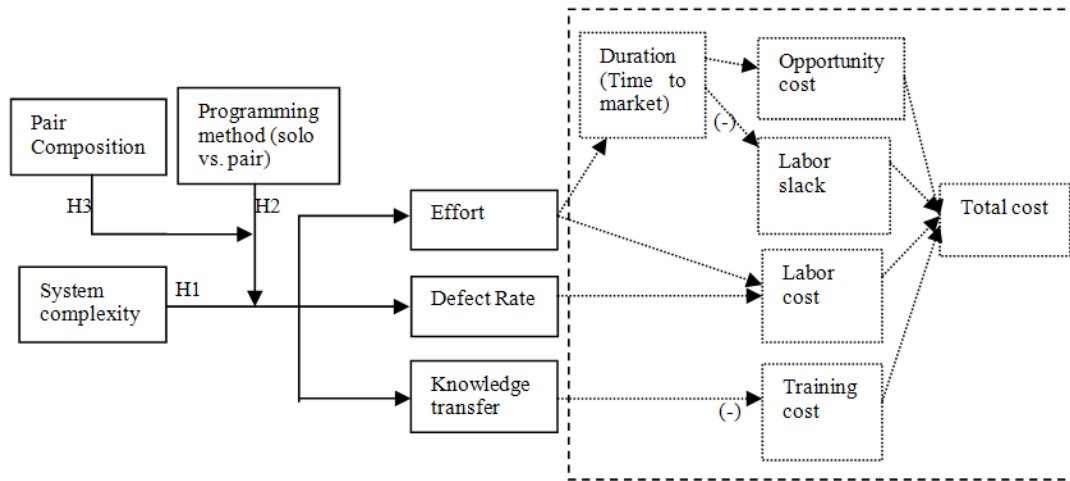 Pair
Composition
Programming
method (solo
vs. pair)
H3
H2
System
complexity
H1
Effort
Defect Rate
Knowledge
transfer
Duration
(Time to
market)
(-)
Opportunity
cost
Labor
slack
Labor
cost
(-)
Training
cost
Total cost